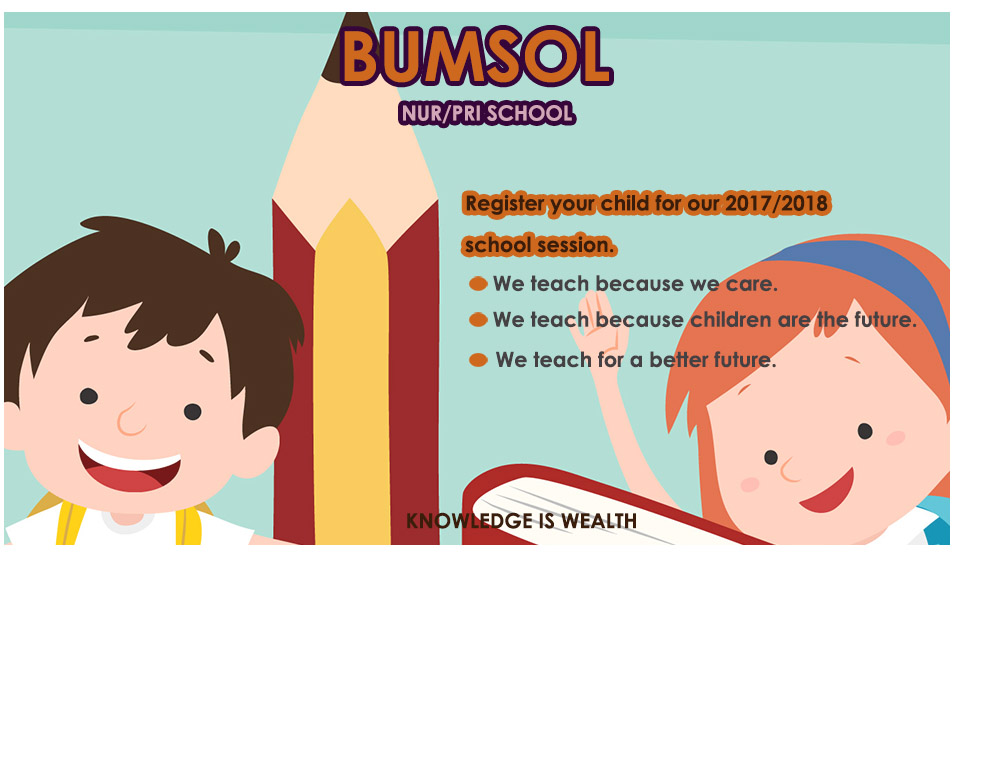 BUMSOL
NUR/PRI SCHOOL
Register your child for our 2017/2018
school session.
We teach because we care.
We teach because children are the future.
We teach for a better future.
KNOWLEDGE IS WEALTH